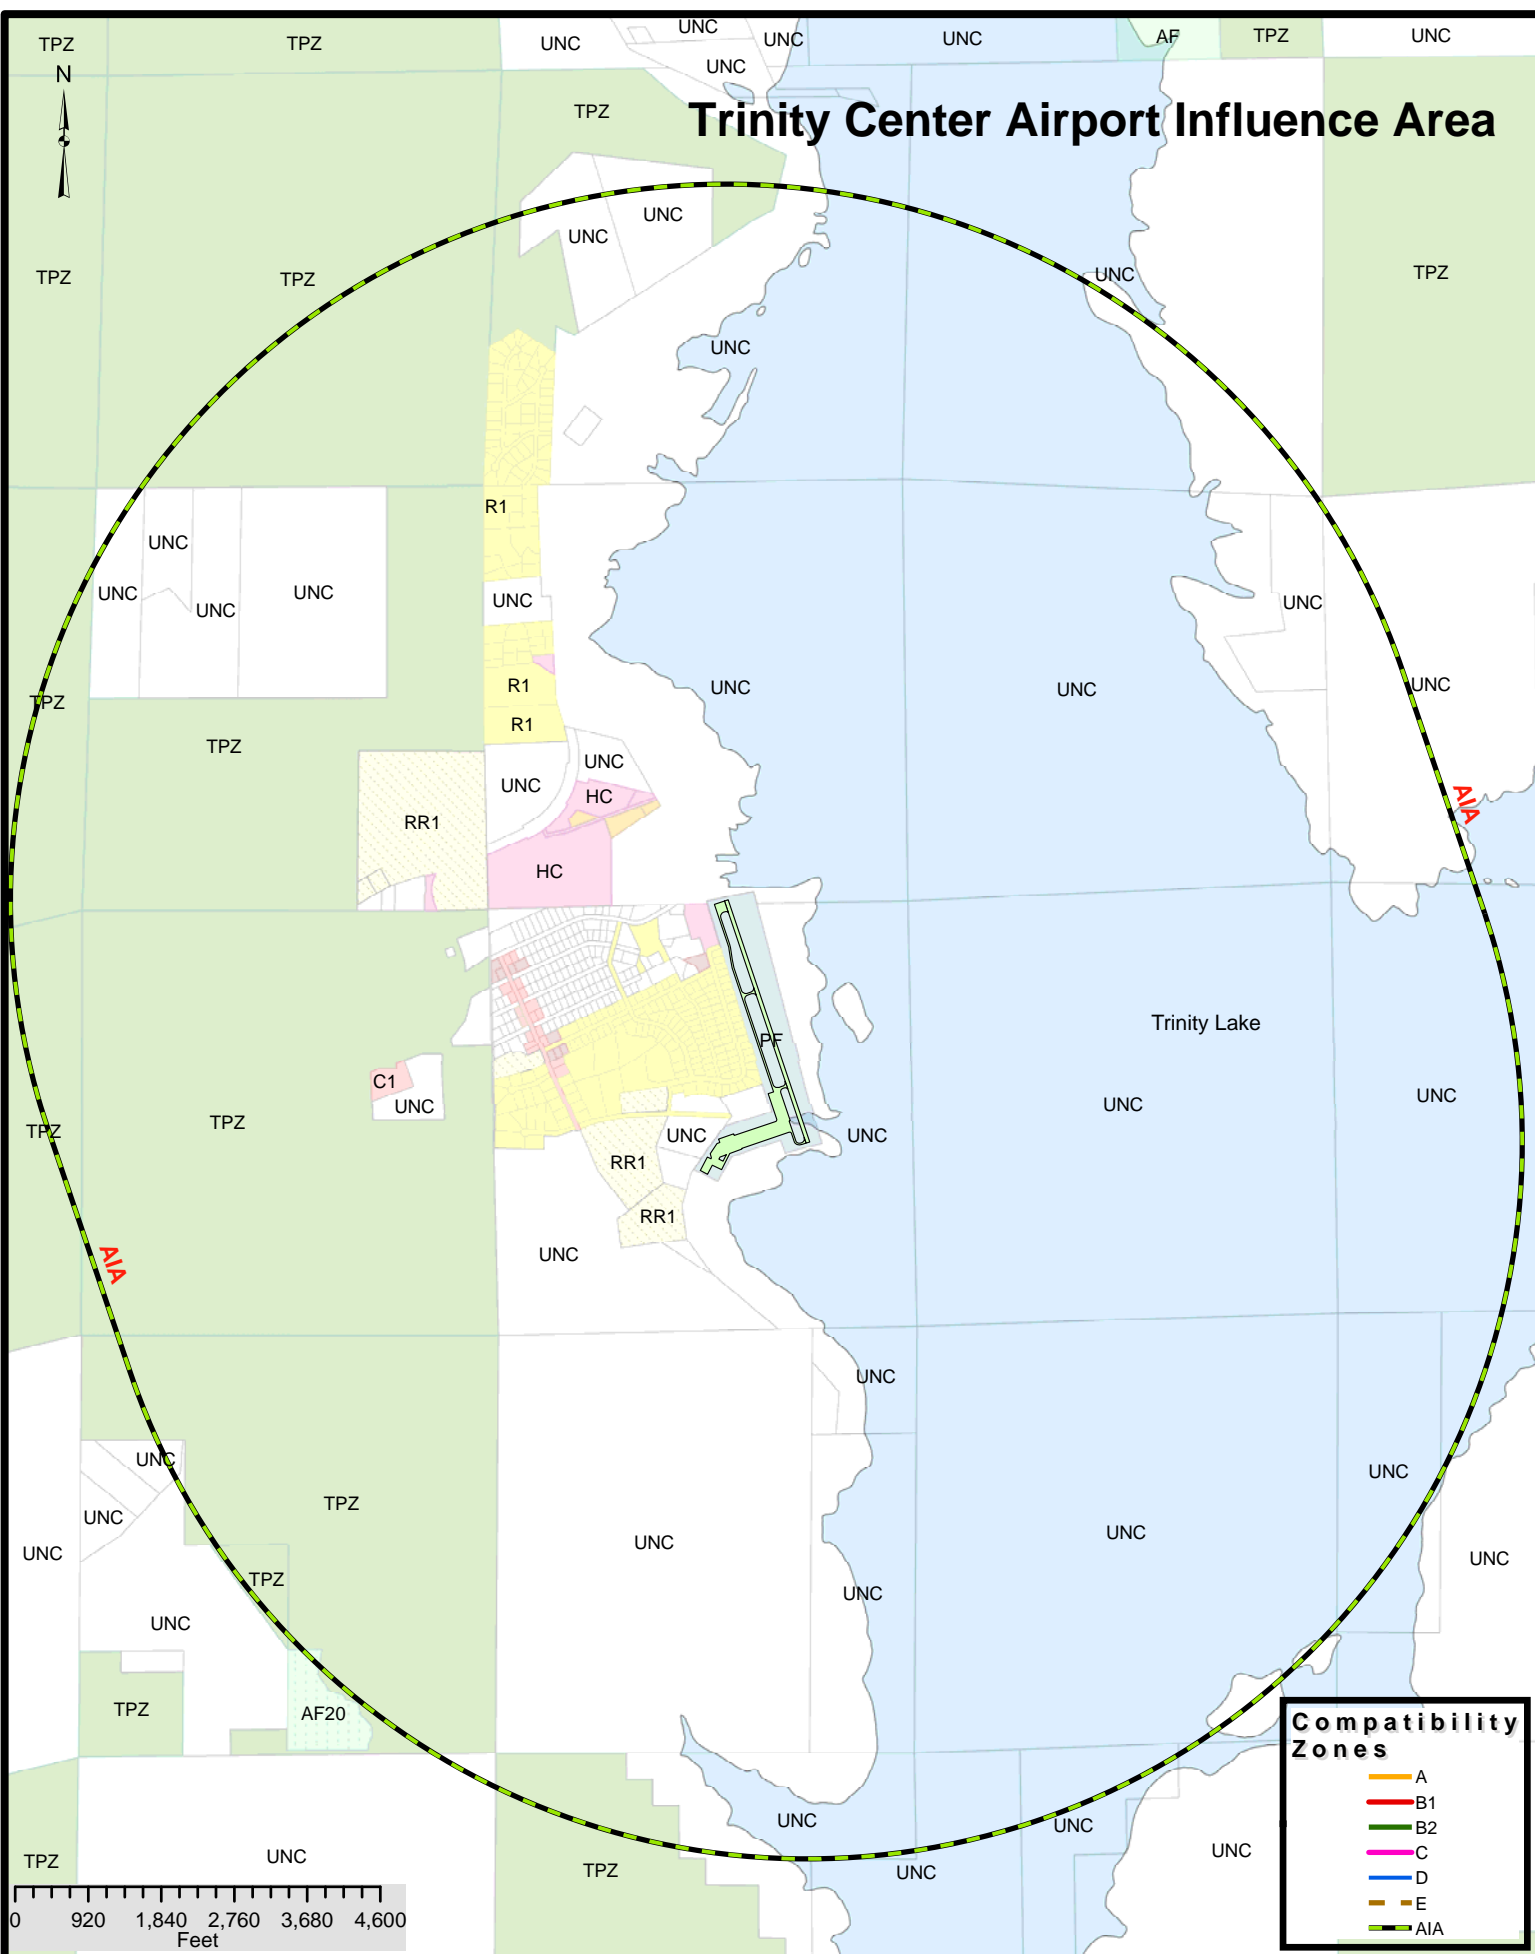 TPZ
TPZ
UNC
UNC
UNC
UNC
AF
TPZ
UNC
UNC
N
TPZ
Trinity Center Airport Influence Area
UNC
UNC
TPZ
TPZ
UNC
TPZ
UNC
R1
UNC
UNC
UNC
UNC
UNC
UNC
R1
UNC
UNC
UNC
TPZ
R1
TPZ
UNC
UNC
HC
AIA
RR1
HC
Trinity Lake
PF
C1
UNC
UNC
UNC
TPZ
TPZ
UNC
UNC
RR1
RR1
UNC
AIA
UNC
UNC
UNC
TPZ
UNC
UNC
UNC
UNC
UNC
TPZ
UNC
UNC
TPZ
AF20
UNC
UNC
UNC
TPZ
UNC
TPZ
UNC
Compatibility
Zones
A
B1
B2
C
D
E
AIA
0 920 1,840 2,760 3,680 4,600
Feet